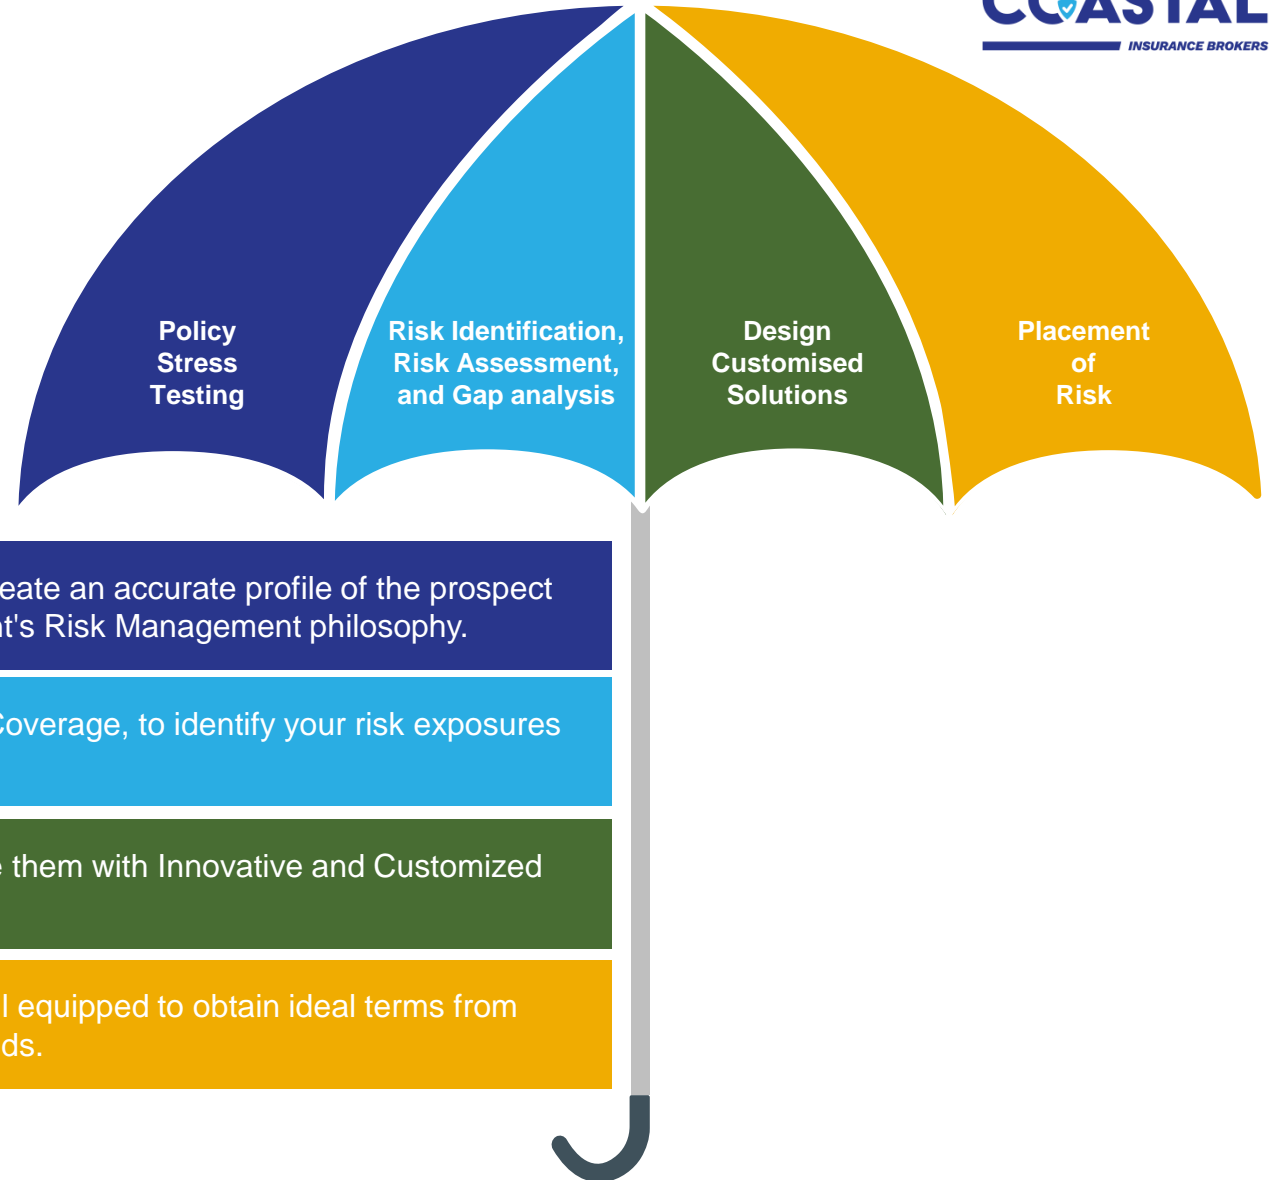 COASTAL
INSURANCE BROKERS
Policy
Stress
Testing
Risk Identification,
Risk Assessment,
and Gap analysis
Design
Customised
Solutions
Placement
of
Risk
an accurate profile of the prospect
Risk Management philosophy.
Coverage, to identify your risk exposures
them with Innovative and Customized
equipped to obtain ideal terms from